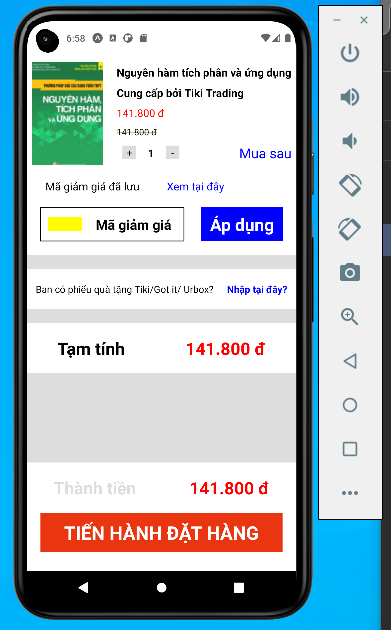 6:58
Nguyên hàm tích phân và ứng dụng
Cung cấp bởi Tiki Trading
141.800 đ
141.800 đ
+ 1 -
Mua sau
NGUYÊN HÀM,
TÍCH PHÂN
VÀ ỨNG DỤNG
Mã giảm giá đã lưu Xem tại đây
Mã giảm giá
Áp dụng
Bạn có phiếu quà tặng Tiki/Got it/ Urbox? Nhập tại đây?
Tạm tính 141.800 đ
Thành tiền 141.800 đ
TIẾN HÀNH ĐẶT HÀNG